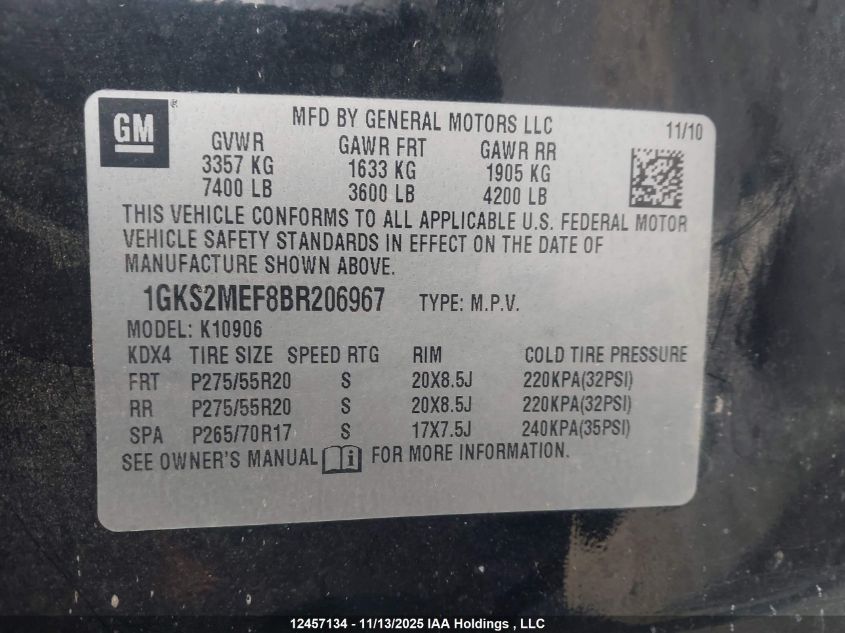 GM ®
MFD BY GENERAL MOTORS LLC 11/10
GVWR GAWR FRT GAWR RR
3357 KG 1633 KG 1905 KG
7400 LB 3600 LB 4200 LB
THIS VEHICLE CONFORMS TO ALL APPLICABLE U.S. FEDERAL MOTOR
VEHICLE SAFETY STANDARDS IN EFFECT ON THE DATE OF
MANUFACTURE SHOWN ABOVE.
1GKS2MEF8BR206967 TYPE: M.P.V.
MODEL: K10906
KDX4 TIRE SIZE SPEED RTG RIM COLD TIRE PRESSURE
FRT P275/55R20 S 20X8.5J 220KPA(32PSI)
RR P275/55R20 S 20X8.5J 220KPA(32PSI)
SPA P265/70R17 S 17X7.5J 240KPA(35PSI)
SEE OWNER'S MANUAL i FOR MORE INFORMATION.
12457134 - 11/13/2025 IAA Holdings , LLC